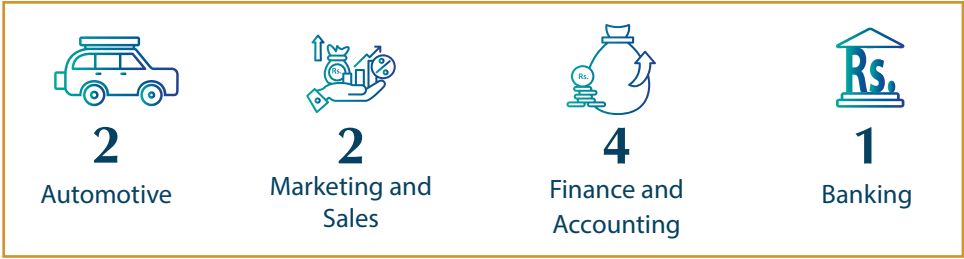 Rs.
Rs.
Rs.
%
2
2
4
1
Automotive
Marketing and
Sales
Finance and
Accounting
Banking